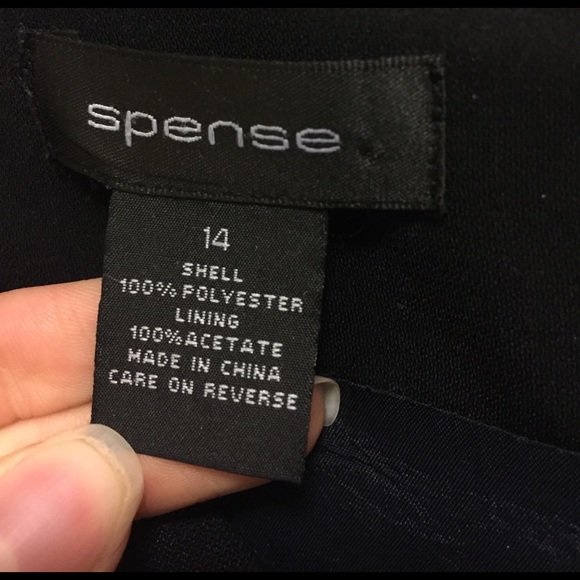 spense
14
SHELL
100% POLYESTER
LINING
100% ACETATE
MADE IN CHINA
CARE ON REVERSE